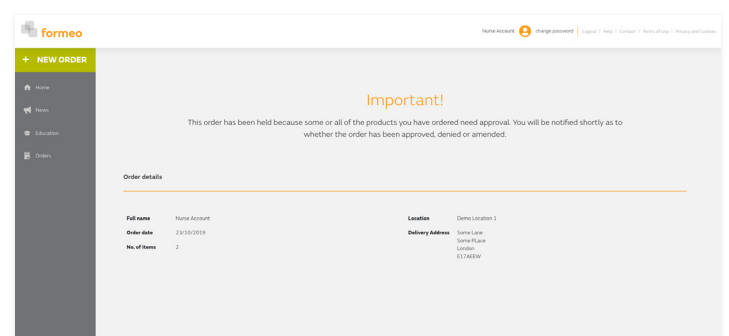 formeo
Nurse Account change password Logout / Help / Contact / Terms of Use / Privacy and Cookies
+ NEW ORDER
Home
News
Education
Orders
Important!
This order has been held because some or all of the products you have ordered need approval. You will be notified shortly as to
whether the order has been approved, denied or amended.
Order details
Full name Nurse Account
Order date 23/10/2019
No. of Items 2
Location Demo Location 1
Delivery Address Some Lane
Some PLace
London
E17AEEW